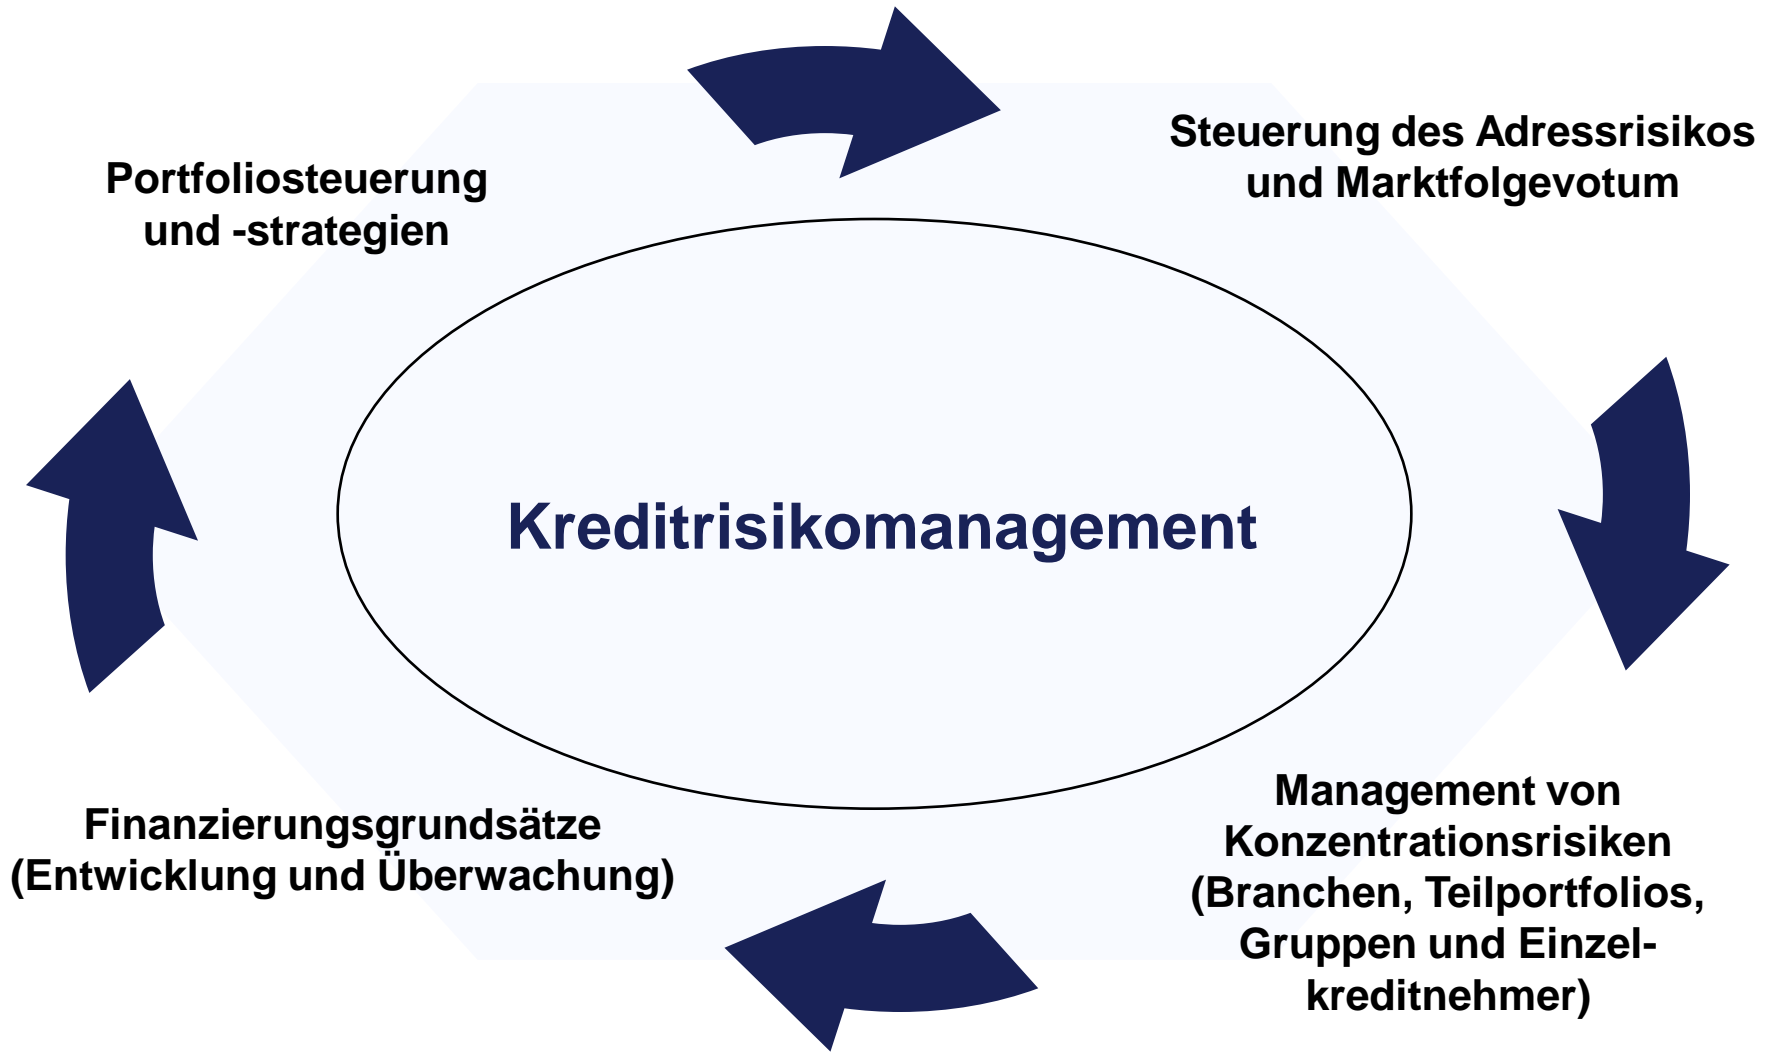 Portfoliosteuerung
und -strategien
Steuerung des Adressrisikos
und Marktfolgevotum
Kreditrisikomanagement
Finanzierungsgrundsätze
(Entwicklung und Überwachung)
Management von
Konzentrationsrisiken
(Branchen, Teilportfolios,
Gruppen und Einzel-
kreditnehmer)